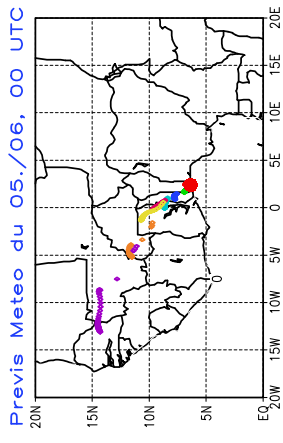 Previs Meteo du 05./06, 00 UTC
20E
15E
10E
5E
0
5W
10W
15W
20W
0
20N 15N 10N 5N EQ